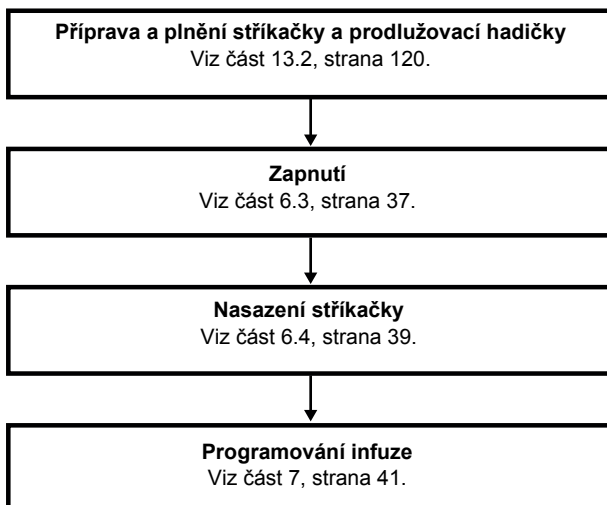 Příprava a plnění stříkačky a prodlužovací hadičky
Viz část 13.2, strana 120.
Zapnutí
Viz část 6.3, strana 37.
Nasazení stříkačky
Viz část 6.4, strana 39.
Programování infuze
Viz část 7, strana 41.